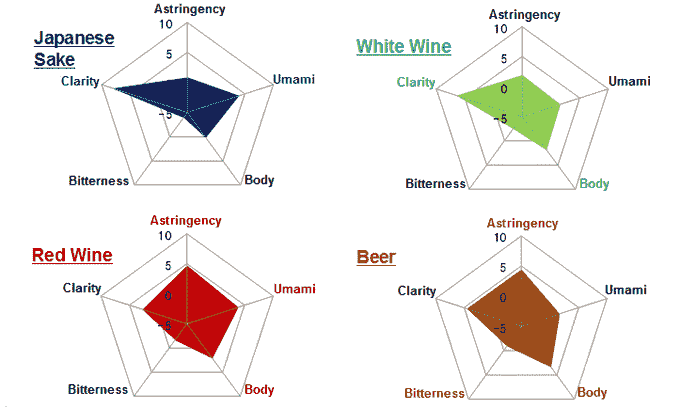 Japanese
Sake
Astringency
10
5
-5
Clarity
Umami
Bitterness
Body
White Wine
Astringency
10
5
0
-5
Clarity
Umami
Bitterness
Body
Red Wine
Astringency
10
5
0
-5
Clarity
Umami
Bitterness
Body
Beer
Astringency
10
5
0
-5
Clarity
Umami
Bitterness
Body